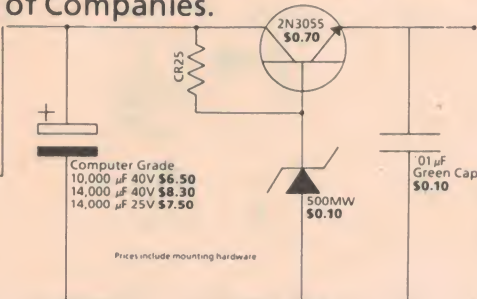 of Companies.
2N3055
$0.70
CR25
+
Computer Grade
10,000 µF 40V $6.50
14,000 µF 40V $8.30
14,000 µF 25V $7.50
500MW
$0.10
'01 µF
Green Cap
$0.10
Prices include mounting hardware